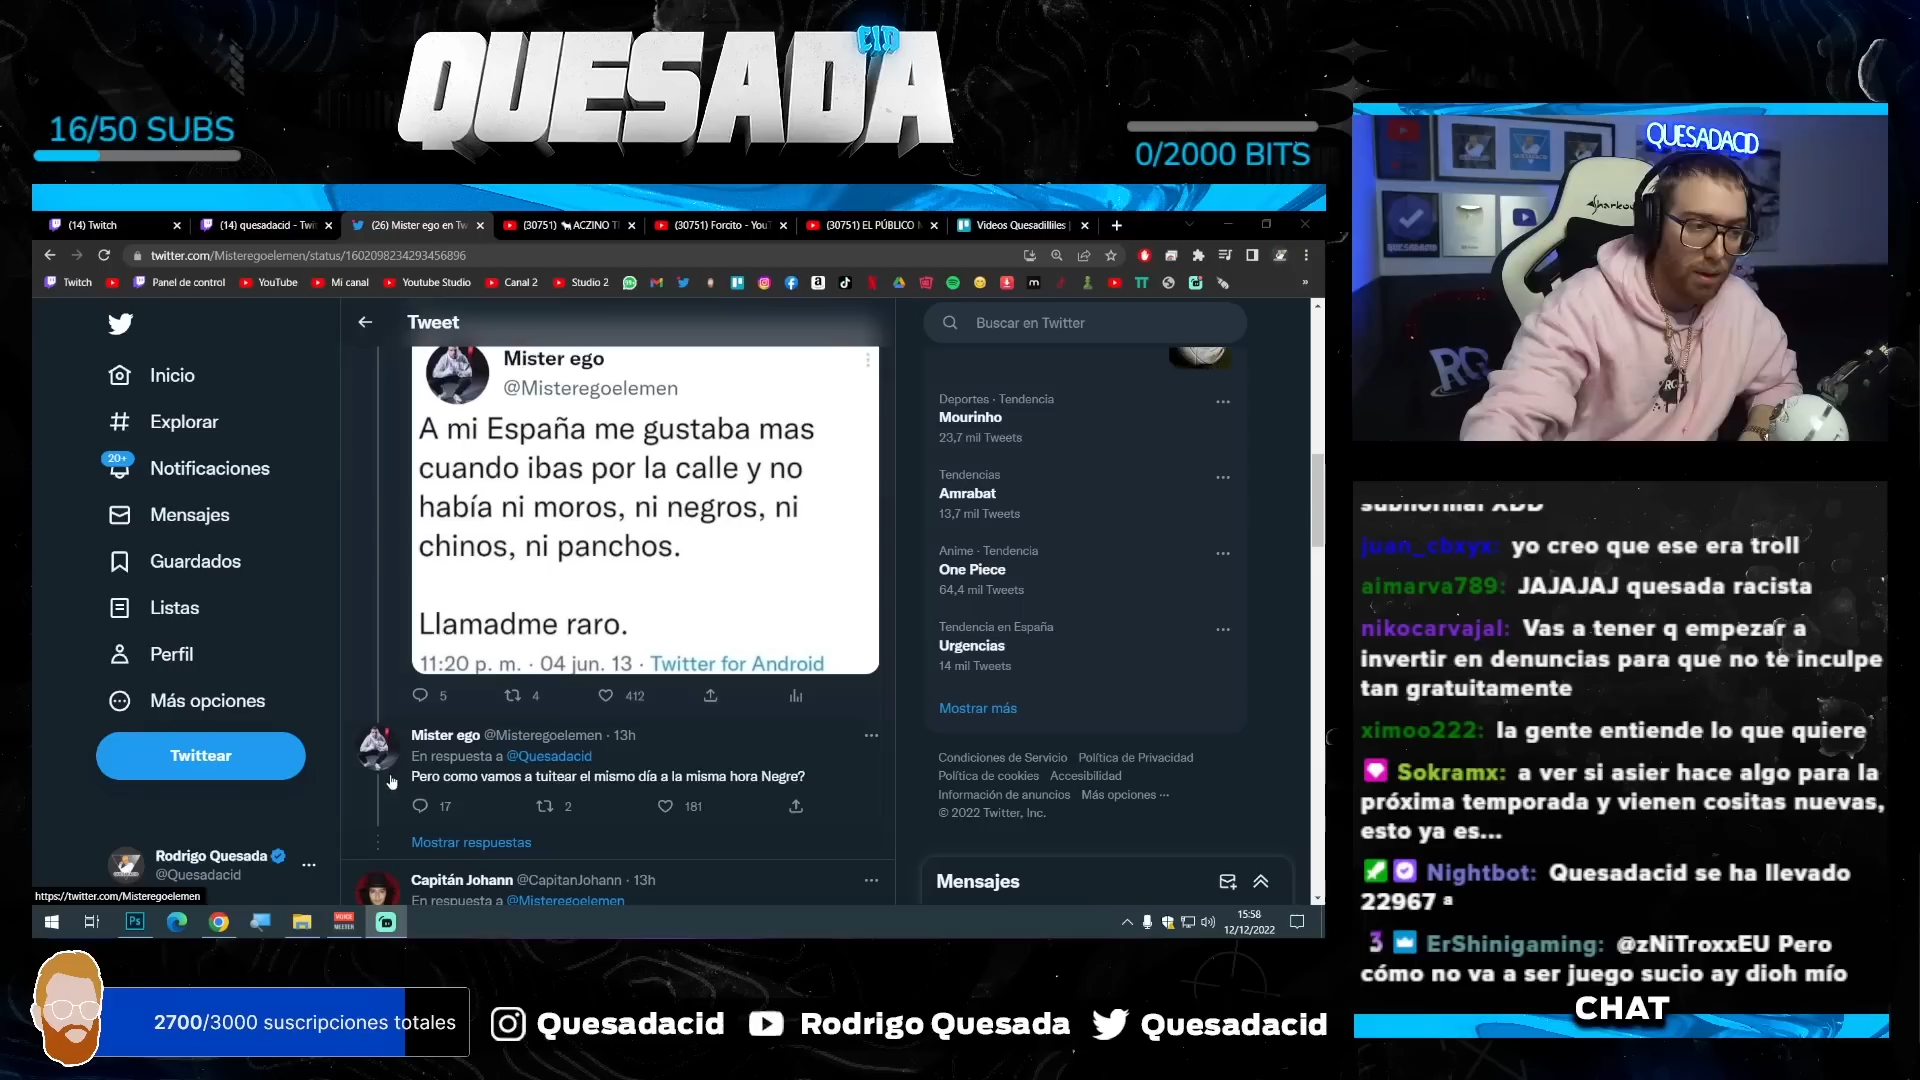 QUESADA
CID
16/50 SUBS
0/2000 BITS
QUESADACID
(14) Twitch
(14) quesadacid - Twi
(26) Mister ego en Tw
(30751) 🐜ACZINO TI
(30751) Forcito - YouT
(30751) EL PÚBLICO
Videos Quesadilliles |
twitter.com/Misteregoelemen/status/1602098234293456896
Twitch
Panel de control
YouTube
Mi canal
Youtube Studio
Canal 2
Studio 2
Inicio
Explorar
20+
Notificaciones
Mensajes
Guardados
Listas
Perfil
Más opciones
Twittear
Rodrigo Quesada
@Quesadacid
https://twitter.com/Misteregoelemen
Tweet
Mister ego
@Misteregoelemen
A mi España me gustaba mas
cuando ibas por la calle y no
había ni moros, ni negros, ni
chinos, ni panchos.
Llamadme raro.
11:20 p. m. · 04 jun. 13 · Twitter for Android
5
4
412
Mister ego @Misteregoelemen · 13h
En respuesta a @Quesadacid
Pero como vamos a tuitear el mismo día a la misma hora Negre?
17
2
181
Mostrar respuestas
Capitán Johann @CapitanJohann · 13h
En respuesta a @Misteregoelemen
Buscar en Twitter
Deportes · Tendencia
Mourinho
23,7 mil Tweets
Tendencias
Amrabat
13,7 mil Tweets
Anime · Tendencia
One Piece
64,4 mil Tweets
Tendencia en España
Urgencias
14 mil Tweets
Mostrar más
Condiciones de Servicio Política de Privacidad
Política de cookies Accesibilidad
Información de anuncios Más opciones ···
© 2022 Twitter, Inc.
Mensajes
Ps
15:58
12/12/2022
RQ
subnormal XDD
juan_cbxyx: yo creo que ese era troll
aimarva789: JAJAJAJ quesada racista
nikocarvajal: Vas a tener q empezar a
invertir en denuncias para que no te inculpe
tan gratuitamente
ximoo222: la gente entiende lo que quiere
Sokramx: a ver si asier hace algo para la
próxima temporada y vienen cositas nuevas,
esto ya es...
Nightbot: Quesadacid se ha llevado
22967 ª
3 ErShinigaming: @zNiTroxxEU Pero
cómo no va a ser juego sucio ay dioh mío
CHAT
2700/3000 suscripciones totales
Quesadacid
Rodrigo Quesada
Quesadacid